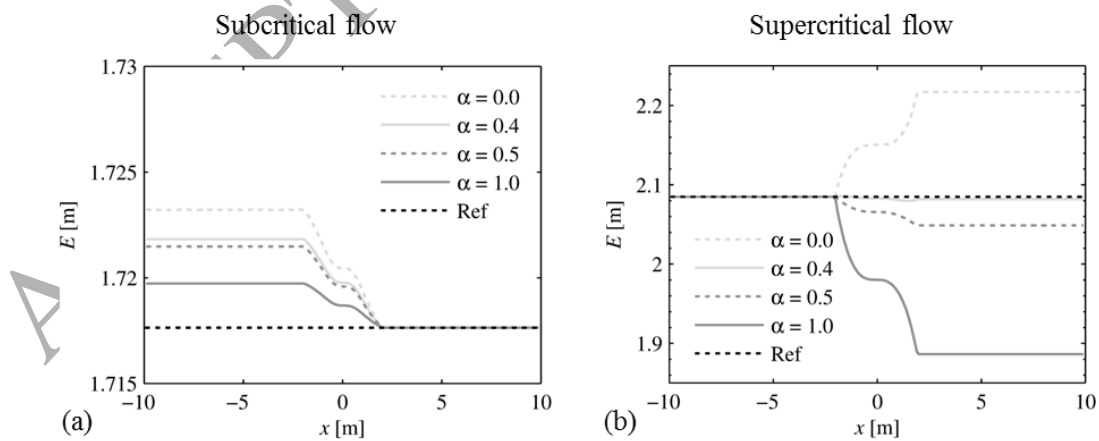 Subcritical flow
Supercritical flow
1.73
1.725
1.72
1.715
E [m]
α = 0.0
α = 0.4
α = 0.5
α = 1.0
Ref
−10 −5 0 5 10
(a) x [m]
2.2
2.1
2
1.9
E [m]
α = 0.0
α = 0.4
α = 0.5
α = 1.0
Ref
−10 −5 0 5 10
(b) x [m]